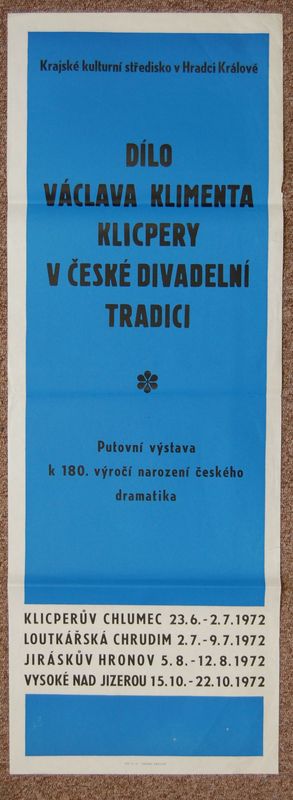 Krajské kulturní středisko v Hradci Králové
DÍLO
VÁCLAVA KLIMENTA
KLICPERY
V ČESKÉ DIVADELNÍ
TRADICI
Putovní výstava
k 180. výročí narození českého
dramatika
KLICPERŮV CHLUMEC 23.6.-2.7.1972
LOUTKÁŘSKÁ CHRUDIM 2.7.-9.7.1972
JIRÁSKŮV HRONOV 5.8.-12.8.1972
VYSOKÉ NAD JIZEROU 15.10.-22.10.1972